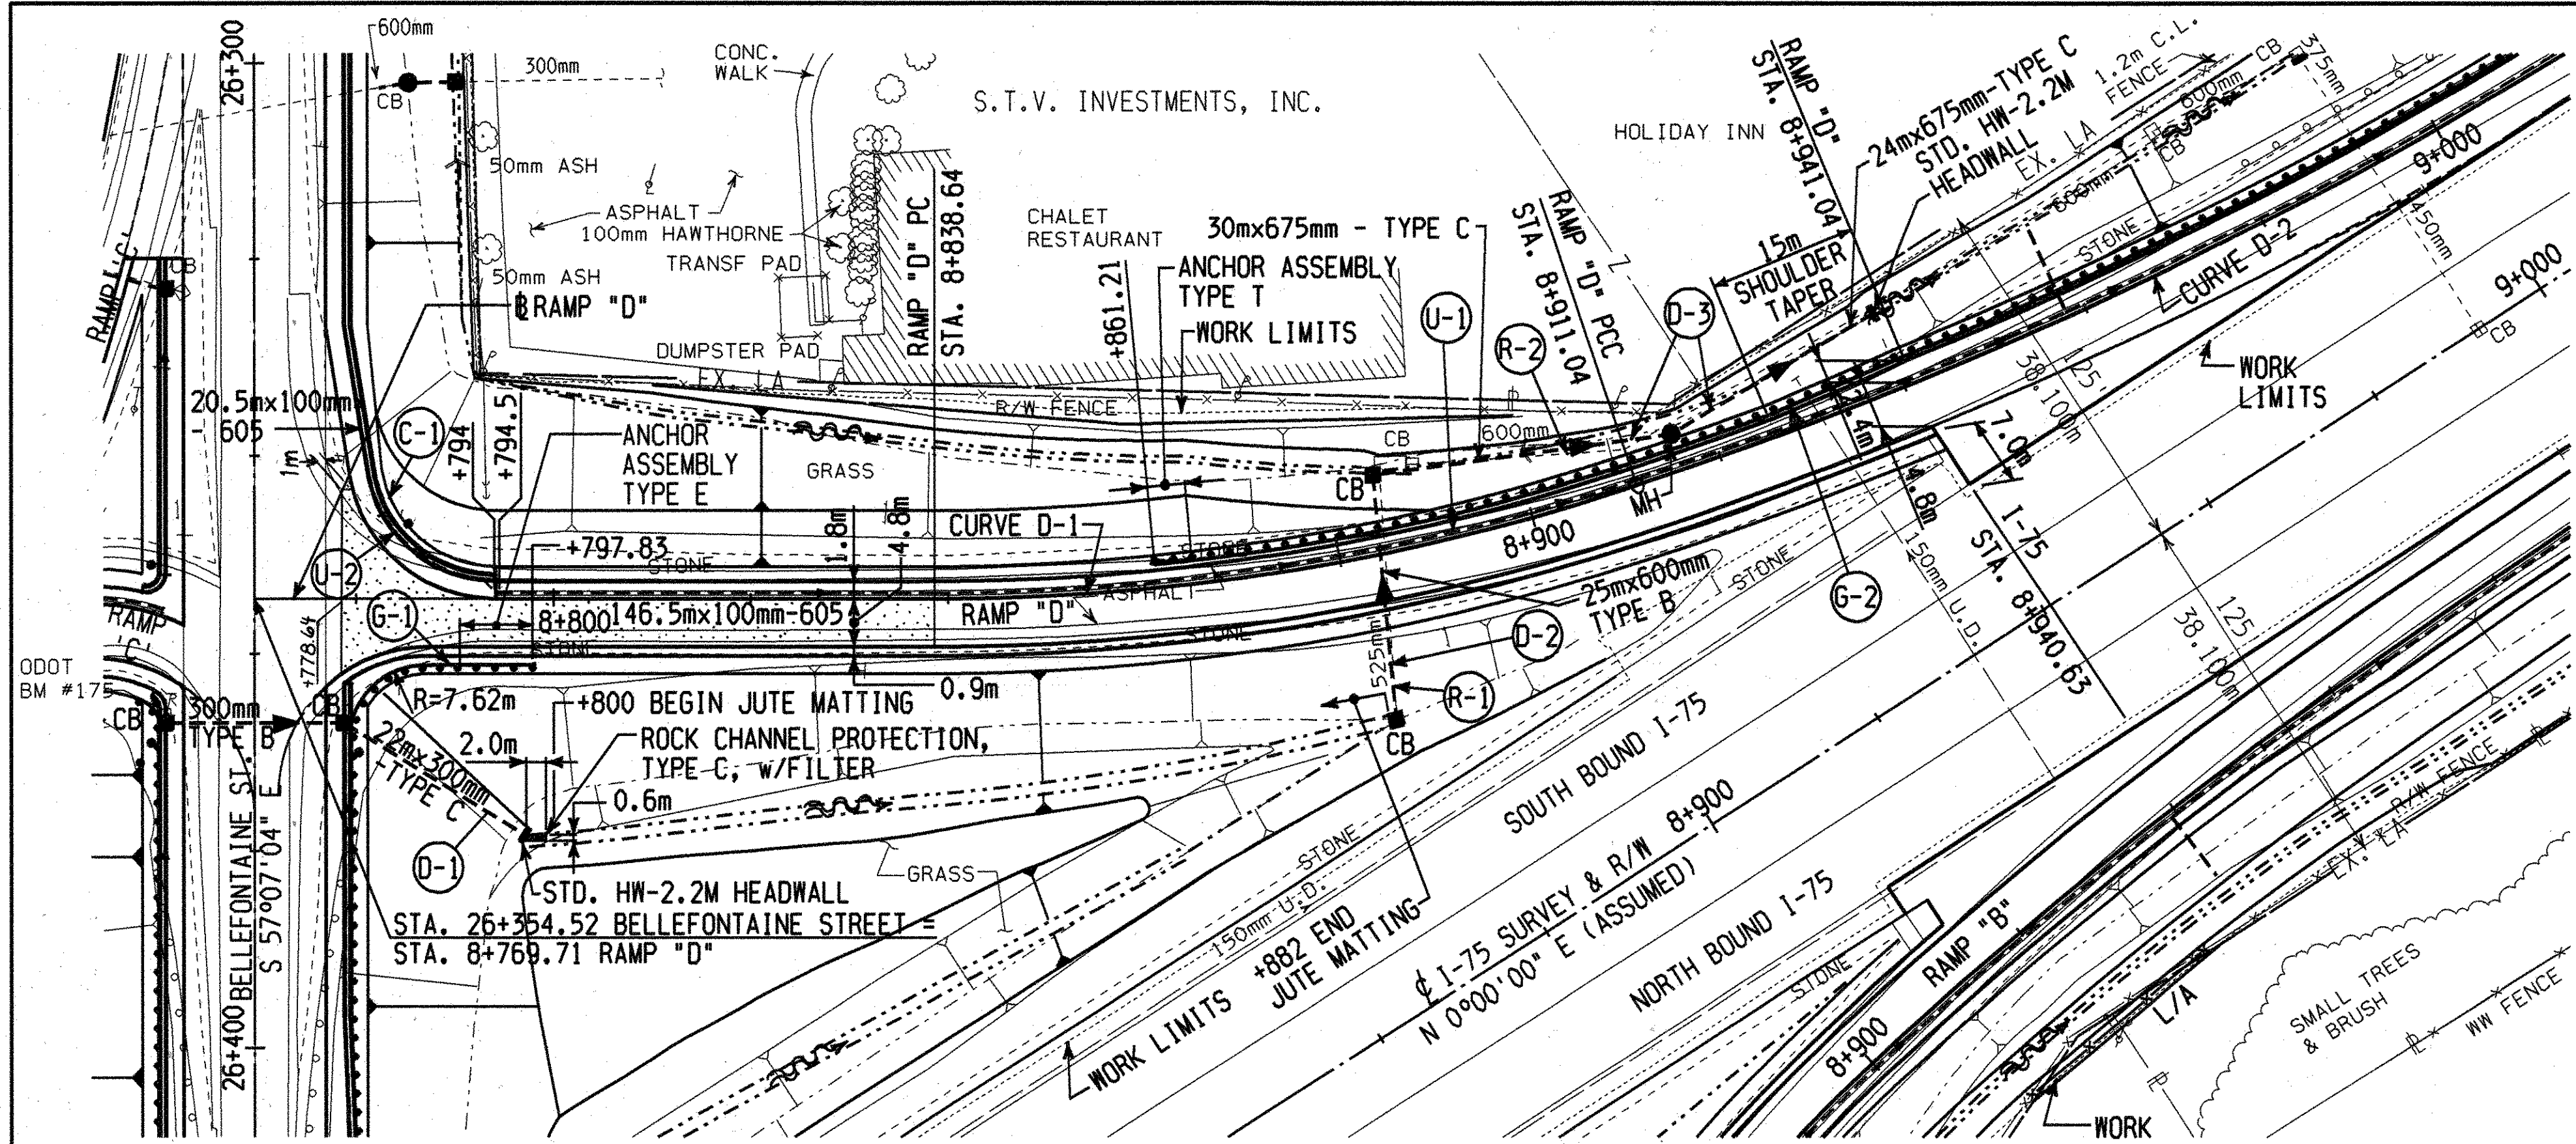 600mm
26+300
CB
300mm
CONC.
WALK
S.T.V. INVESTMENTS, INC.
50mm ASH
ASPHALT
100mm HAWTHORNE
TRANSF PAD
50mm ASH
RAMP "D"
DUMPSTER PAD
EX. LA
RAMP "D" PC
STA. 8+838.64
CHALET
RESTAURANT
30mx675mm - TYPE C
+861.21
ANCHOR ASSEMBLY
TYPE T
WORK LIMITS
U-1
R-2
RAMP "D" PCC
STA. 8+911.04
D-3
HOLIDAY INN
RAMP "D"
STA. 8+941.04
15m
SHOULDER
TAPER
24mx675mm-TYPE C
STD. HW-2.2M
HEADWALL
1.2m C.L.
FENCE
EX. LA
CB
375mm
600mm
CB
600mm
STONE
9+000
450mm
CURVE D-2
9+000
CB
WORK
LIMITS
38.100m
125
RAMP 'C'
CB
20.5mx100mm
- 605
C-1
1m
+794
+794.5
ANCHOR
ASSEMBLY
TYPE E
GRASS
R/W FENCE
CB
600mm
CB
MH
4m
4.8m
7.0m
I-75
STA. 8+940.63
150mm U.D.
CURVE D-1
1.8m
4.8m
STONE
8+900
+797.83
STONE
U-2
G-1
8+800
146.5mx100mm-605
RAMP "D"
ASPHALT
25mx600mm
TYPE B
STONE
G-2
D-2
STONE
STONE
525mm
R-1
CB
RAMP
'C'
ODOT
BM #175
+778.64
CB
300mm
TYPE B
CB
R=7.62m
+800 BEGIN JUTE MATTING
0.9m
2.0m
ROCK CHANNEL PROTECTION,
TYPE C, w/FILTER
22mx300mm
-TYPE C
0.6m
D-1
GRASS
STD. HW-2.2M HEADWALL
STA. 26+354.52 BELLEFONTAINE STREET =
STA. 8+769.71 RAMP "D"
BELLEFONTAINE ST.
S 57°07'04" E
26+400
STONE
150mm U.D.
WORK LIMITS
+882 END
JUTE MATTING
SOUTH BOUND I-75
8+900
₵ I-75 SURVEY & R/W
N 0°00'00" E (ASSUMED)
NORTH BOUND I-75
STONE
RAMP "B"
8+900
125
38.100m
R/W FENCE
EX. LA
L/A
SMALL TREES
& BRUSH
WW FENCE
WORK